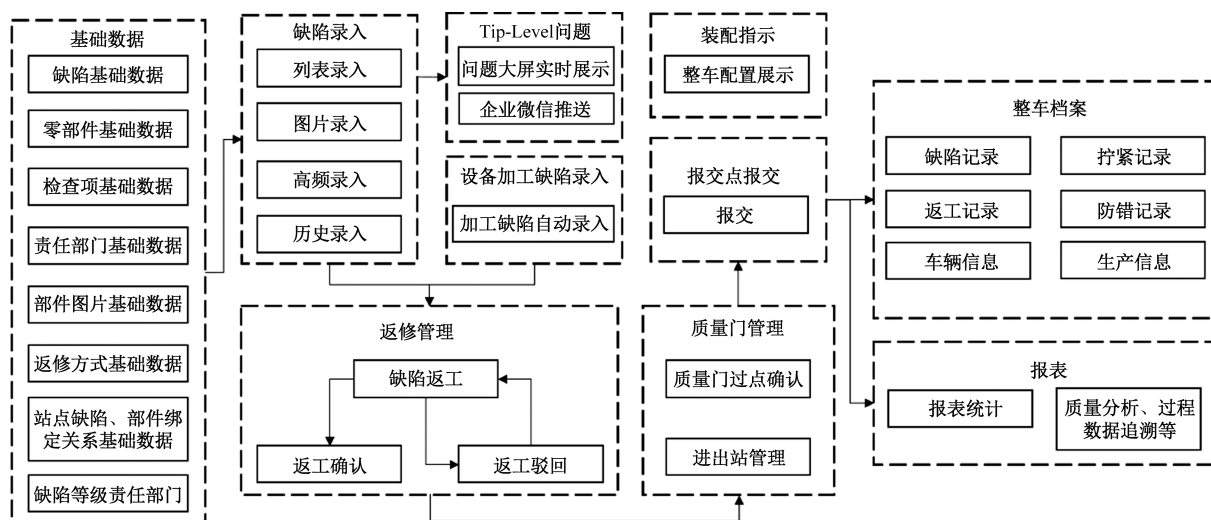 基础数据
缺陷基础数据
零部件基础数据
检查项基础数据
责任部门基础数据
部件图片基础数据
返修方式基础数据
站点缺陷、部件绑
定关系基础数据
缺陷等级责任部门
缺陷录入
列表录入
图片录入
高频录入
历史录入
Tip-Level问题
问题大屏实时展示
企业微信推送
设备加工缺陷录入
加工缺陷自动录入
返修管理
缺陷返工
返工确认
返工驳回
装配指示
整车配置展示
报交点报交
报交
质量门管理
质量门过点确认
进出站管理
整车档案
缺陷记录
拧紧记录
返工记录
防错记录
车辆信息
生产信息
报表
报表统计
质量分析、过程
数据追溯等